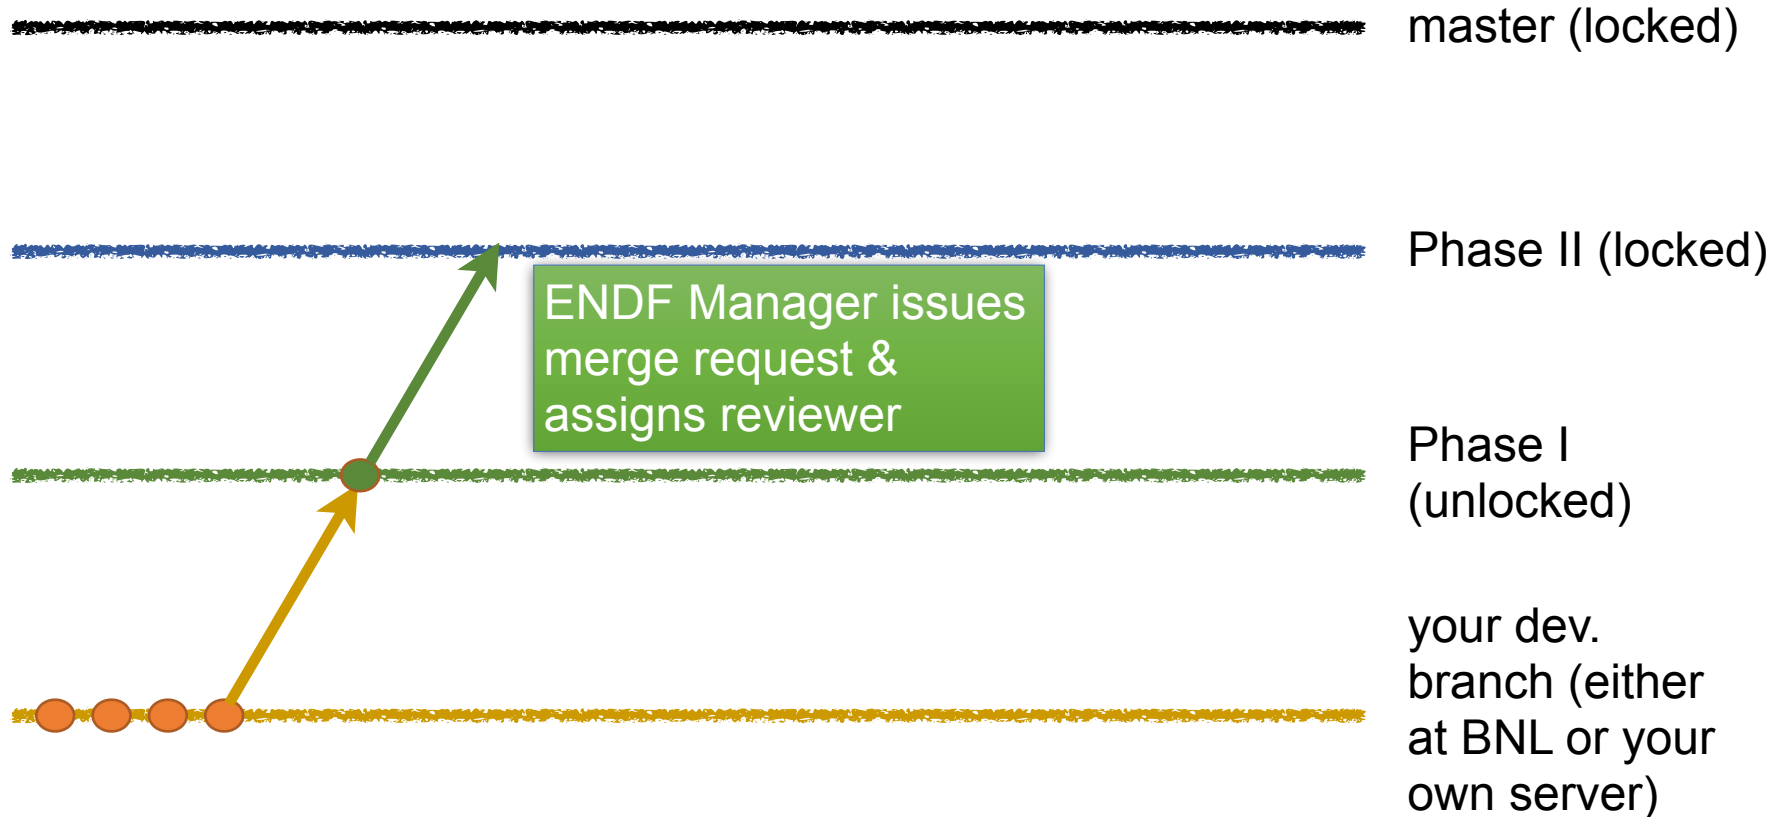 master (locked)
Phase II (locked)
ENDF Manager issues
merge request &
assigns reviewer
Phase I
(unlocked)
your dev.
branch (either
at BNL or your
own server)